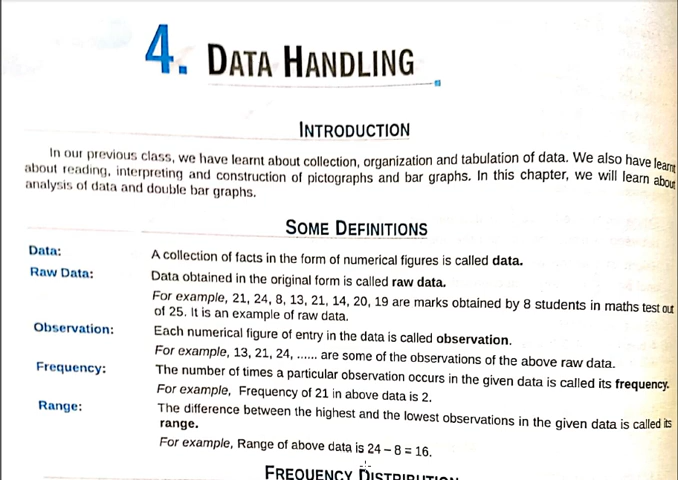 4. DATA HANDLING
INTRODUCTION
In our previous class, we have learnt about collection, organization and tabulation of data. We also have learnt
about reading, interpreting and construction of pictographs and bar graphs. In this chapter, we will learn about
analysis of data and double bar graphs.
SOME DEFINITIONS
Data: A collection of facts in the form of numerical figures is called data.
Raw Data: Data obtained in the original form is called raw data.
For example, 21, 24, 8, 13, 21, 14, 20, 19 are marks obtained by 8 students in maths test out
of 25. It is an example of raw data.
Observation: Each numerical figure of entry in the data is called observation.
For example, 13, 21, 24, ...... are some of the observations of the above raw data.
Frequency: The number of times a particular observation occurs in the given data is called its frequency.
For example, Frequency of 21 in above data is 2.
Range: The difference between the highest and the lowest observations in the given data is called its
range.
For example, Range of above data is 24 – 8 = 16.
FREQUENCY DISTRIBUTION